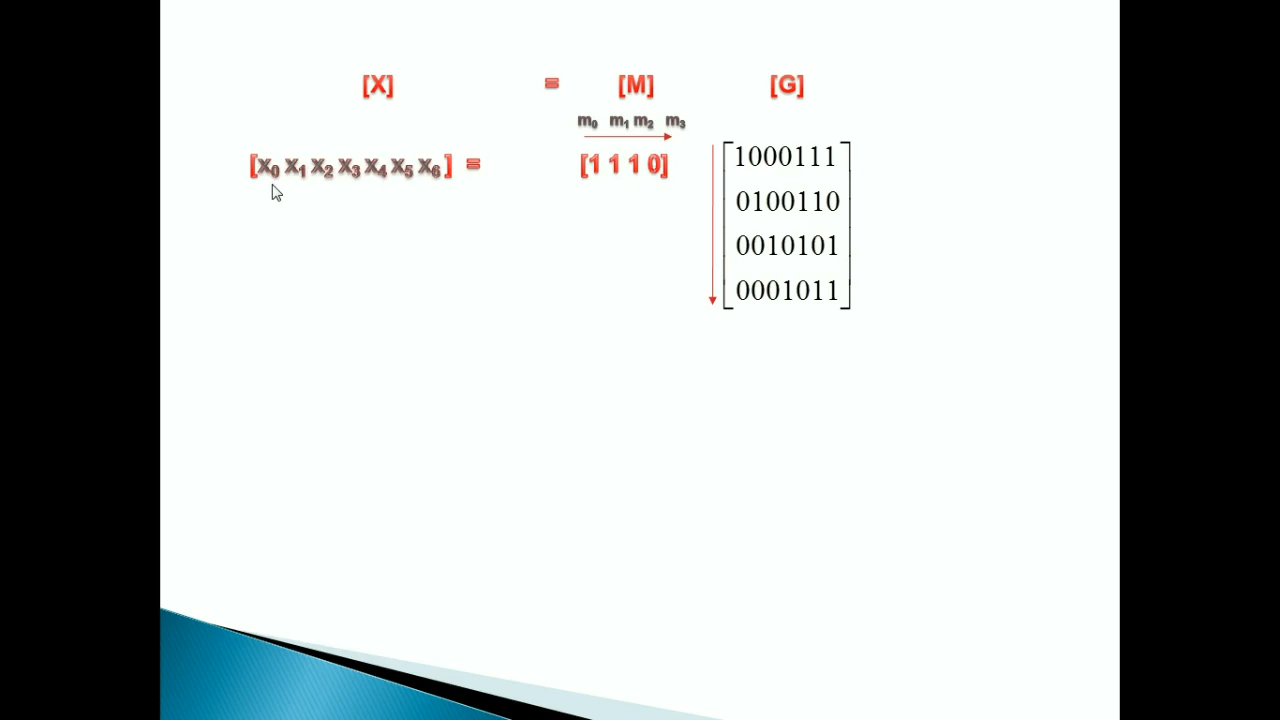 [X] = [M] [G]
m₀ m₁ m₂ m₃
[x₀ x₁ x₂ x₃ x₄ x₅ x₆] = [1 1 1 0]
1000111
0100110
0010101
0001011